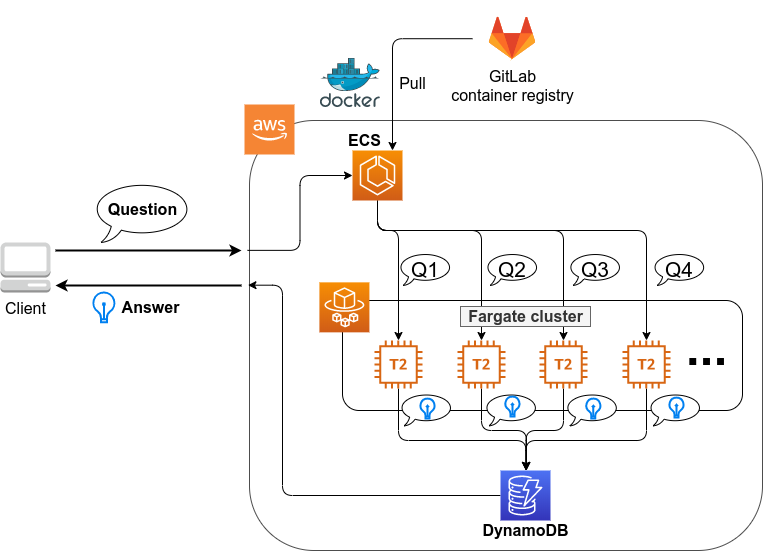 GitLab
container registry
docker
Pull
aws
ECS
Question
Q1
Q2
Q3
Q4
Client
Answer
Fargate cluster
T2
T2
T2
T2
DynamoDB